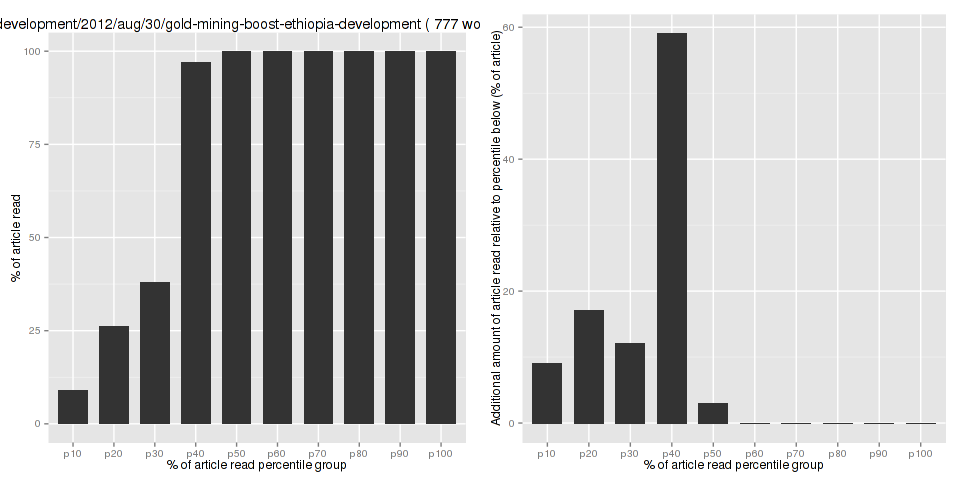 development/2012/aug/30/gold-mining-boost-ethiopia-development ( 777 wo
% of article read
100
75
50
25
0
p10 p20 p30 p40 p50 p60 p70 p80 p90 p100
% of article read percentile group
Additional amount of article read relative to percentile below (% of article)
60
40
20
0
p10 p20 p30 p40 p50 p60 p70 p80 p90 p100
% of article read percentile group